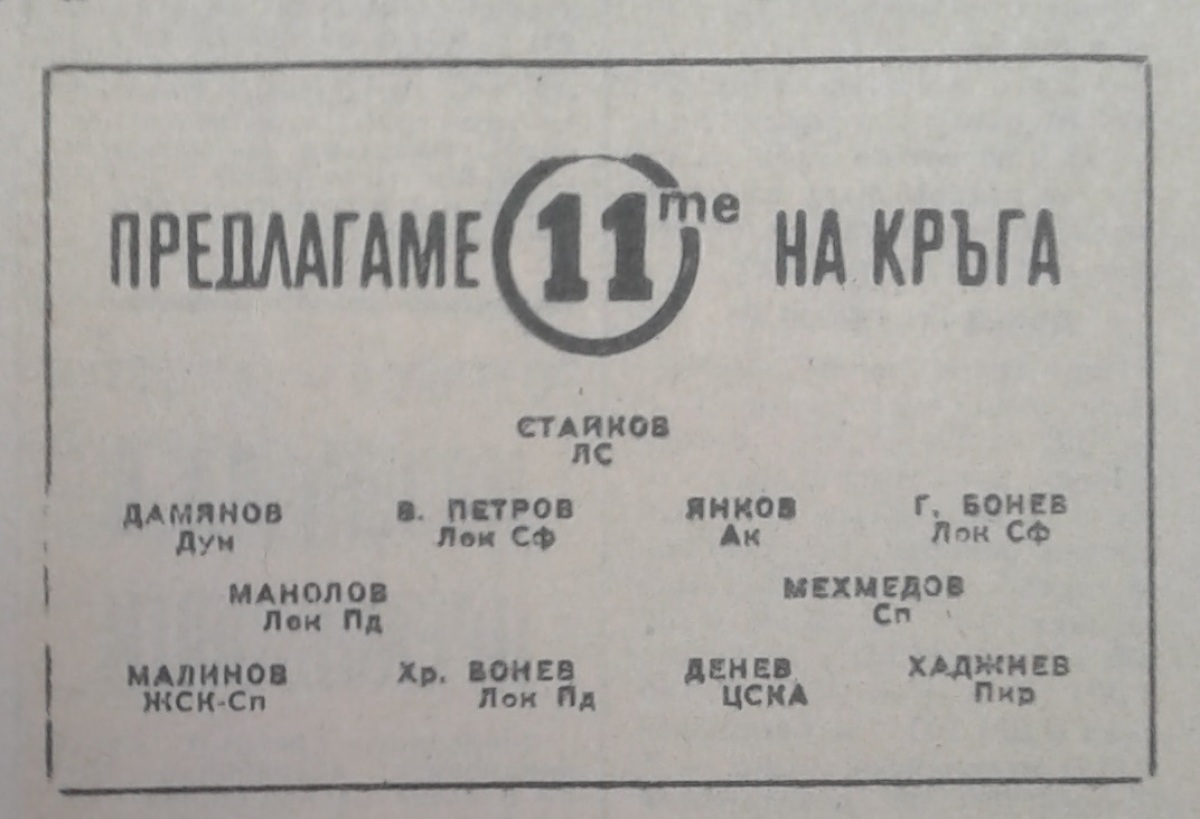 ПРЕДЛАГАМЕ 11те НА КРЪГА
СТАЙКОВ
ЛС
ДАМЯНОВ В. ПЕТРОВ ЯНКОВ Г. БОНЕВ
Дун Лок Сф Ак Лок Сф
МАНОЛОВ МЕХМЕДОВ
Лок Пд Сп
МАЛИНОВ Хр. БОНЕВ ДЕНЕВ ХАДЖИЕВ
ЖСК-Сп Лок Пд ЦСКА Пир